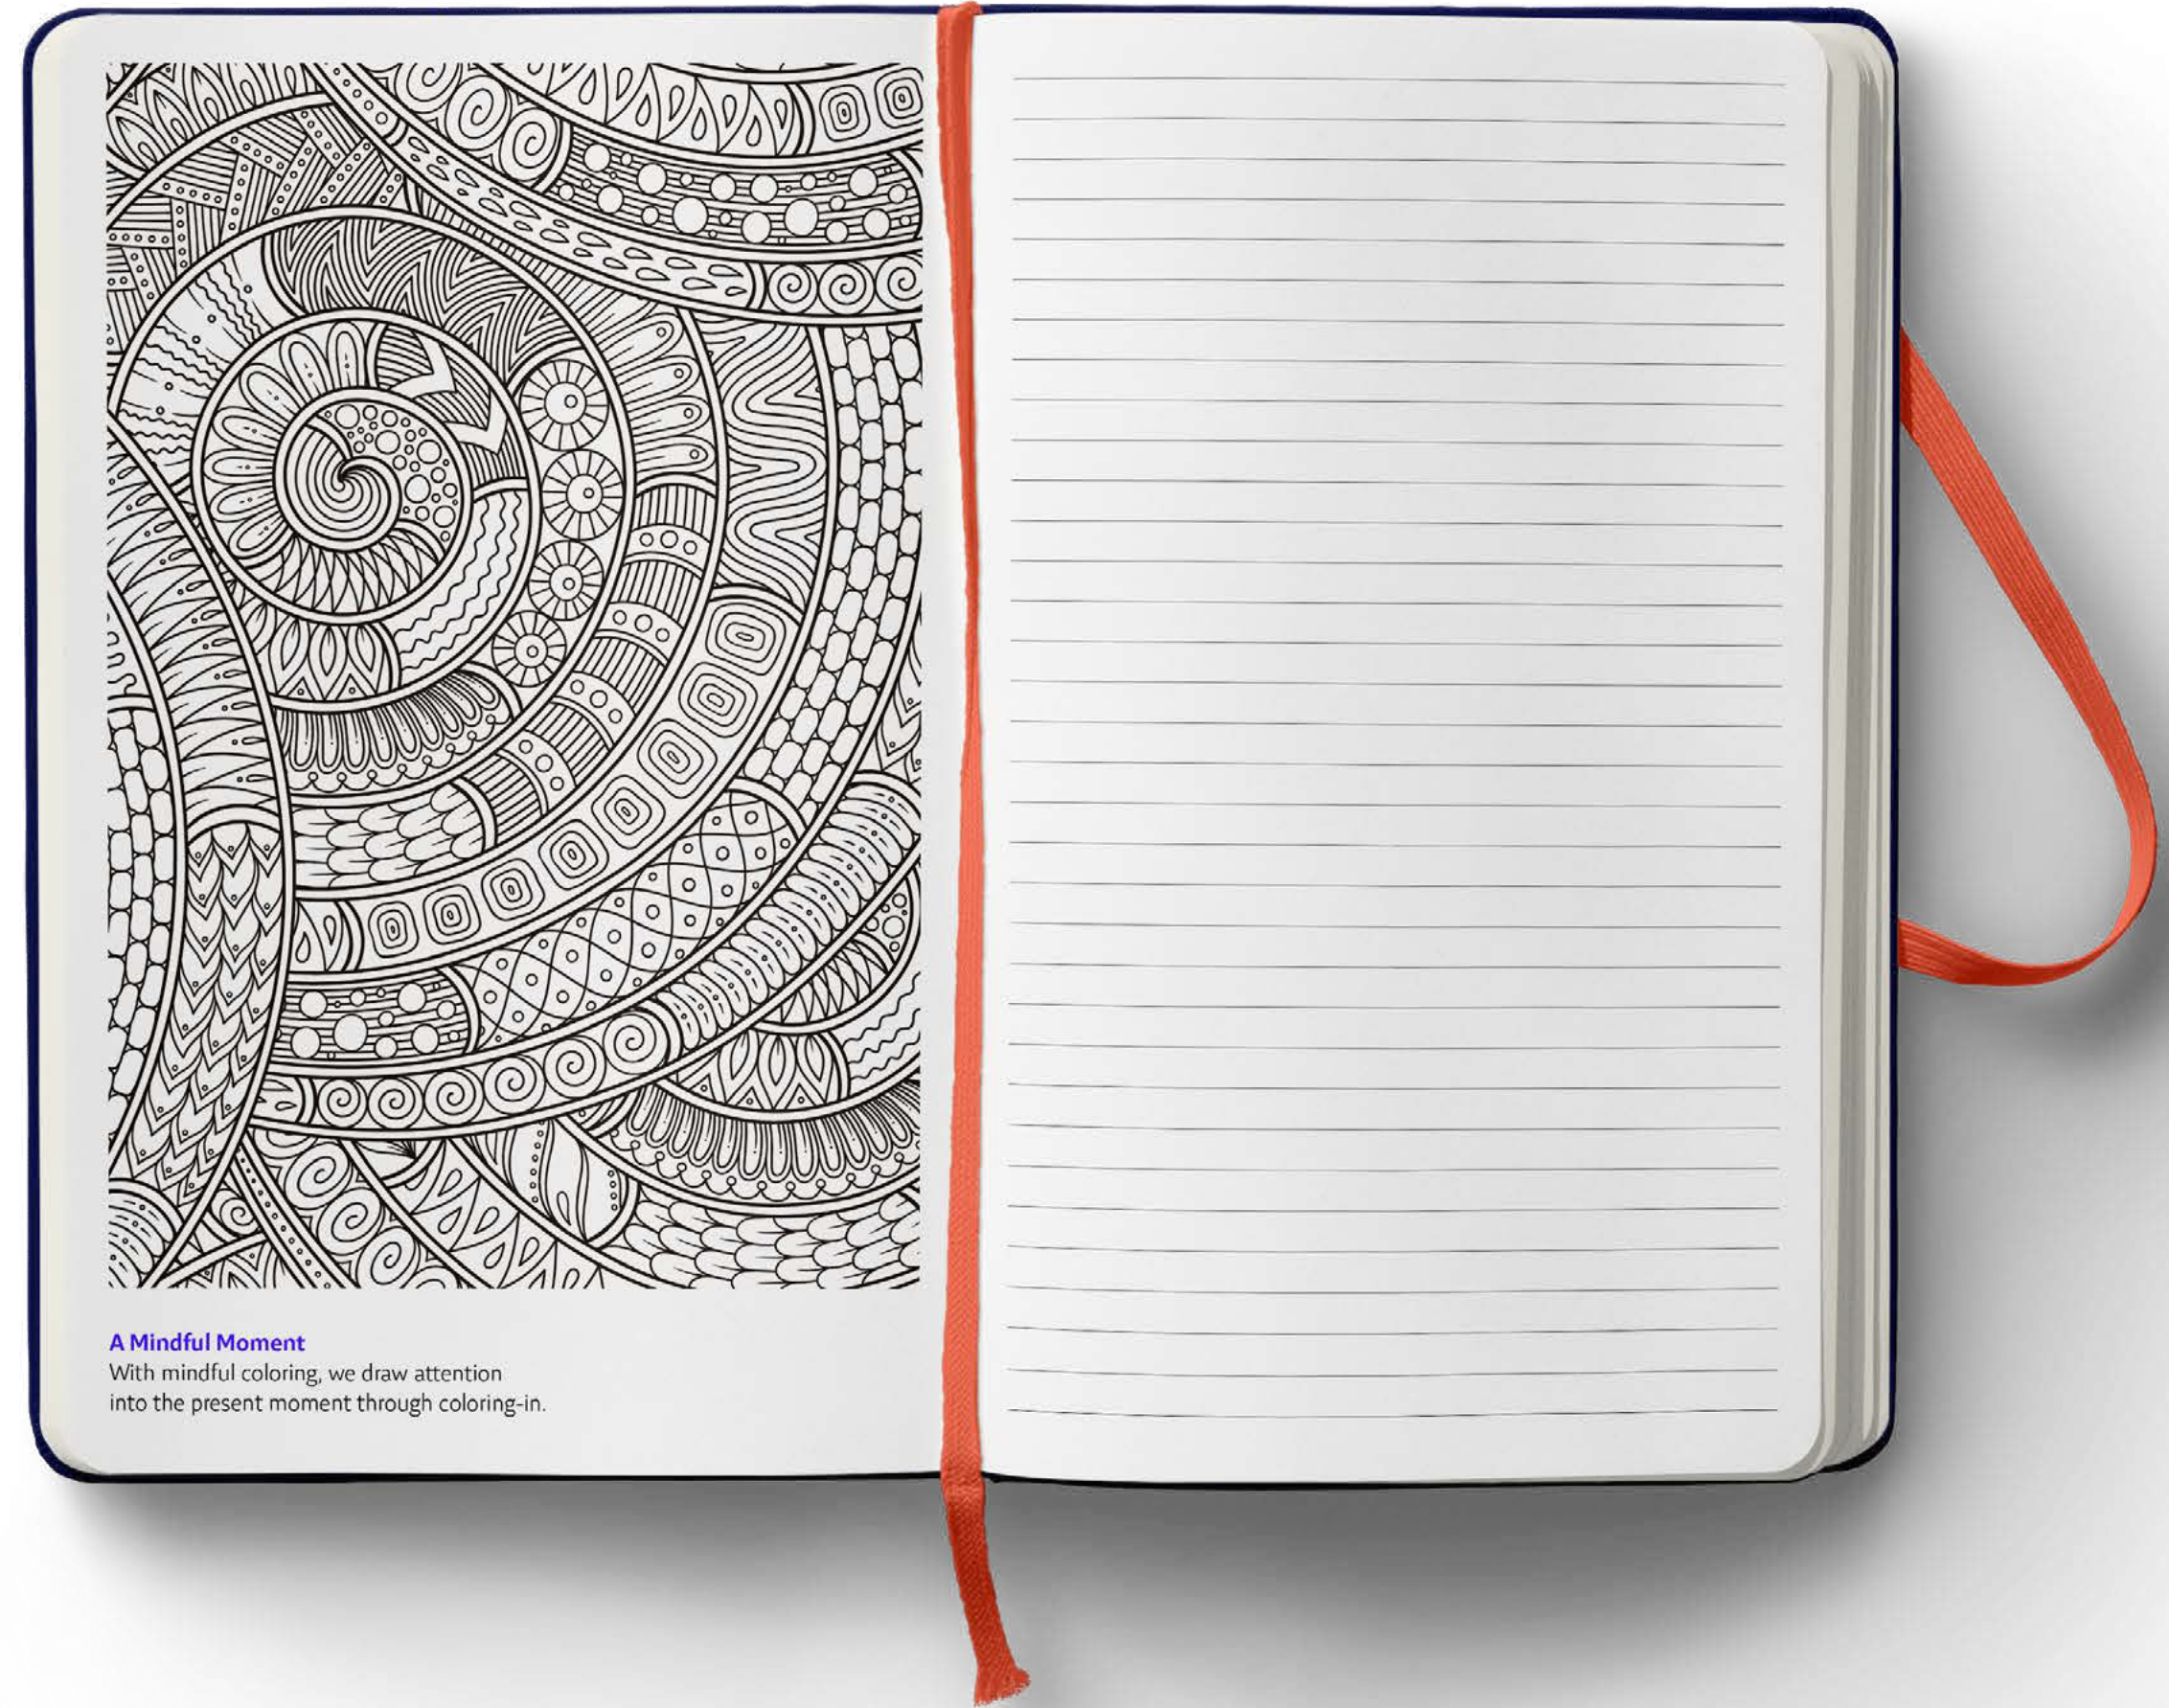 A Mindful Moment
With mindful coloring, we draw attention
into the present moment through coloring-in.